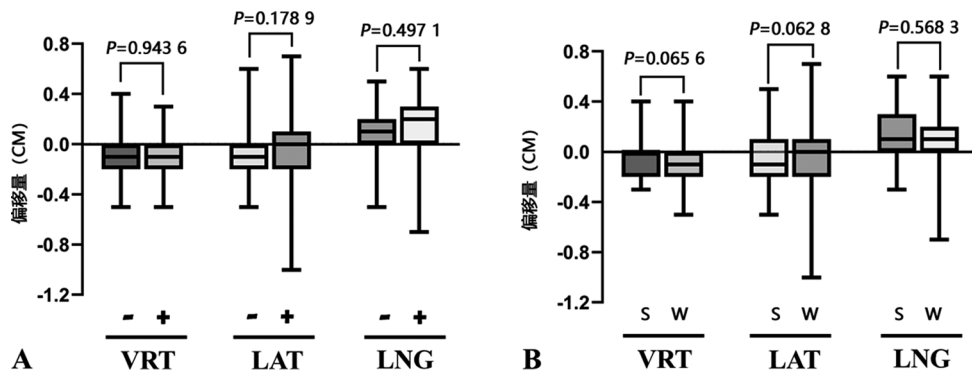 P=0.943 6
P=0.178 9
P=0.497 1
0.8
0.4
0.0
-0.4
-0.8
-1.2
偏移量（CM）
- + - + - +
VRT LAT LNG
A
P=0.065 6
P=0.062 8
P=0.568 3
0.8
0.4
0.0
-0.4
-0.8
-1.2
偏移量（CM）
S W S W S W
VRT LAT LNG
B